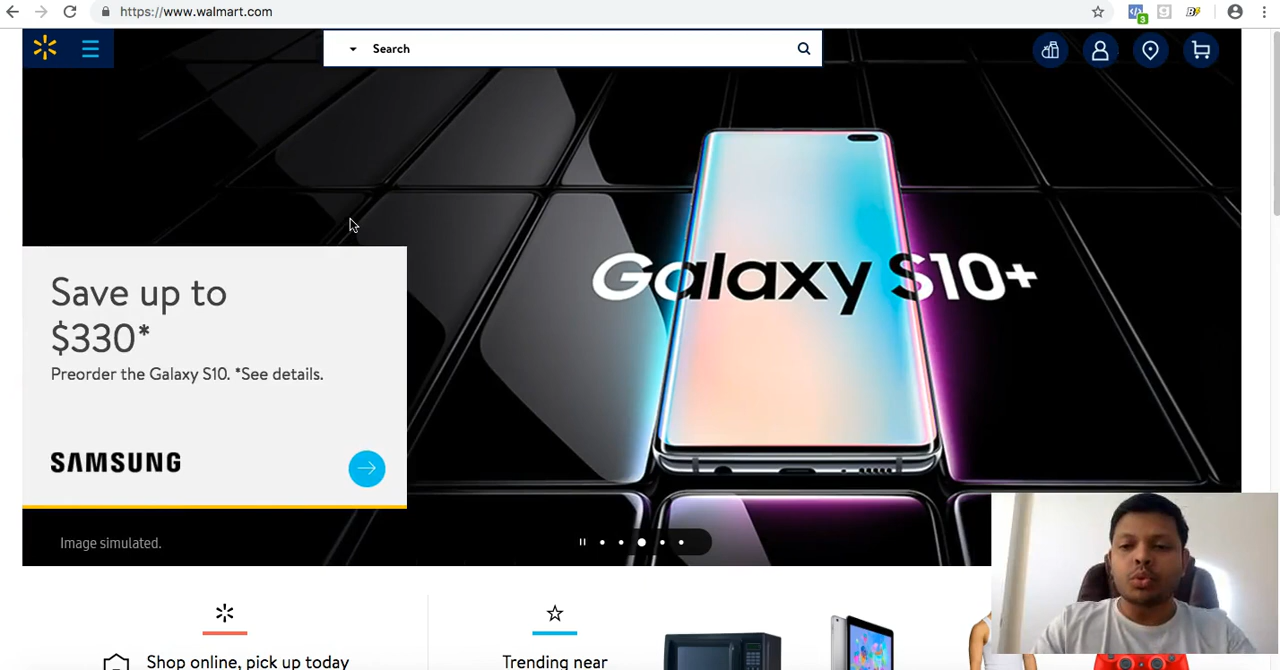 https://www.walmart.com
3
Search
Galaxy S10+
Save up to
$330*
Preorder the Galaxy S10. *See details.
SAMSUNG
Image simulated.
Shop online, pick up today
Trending near